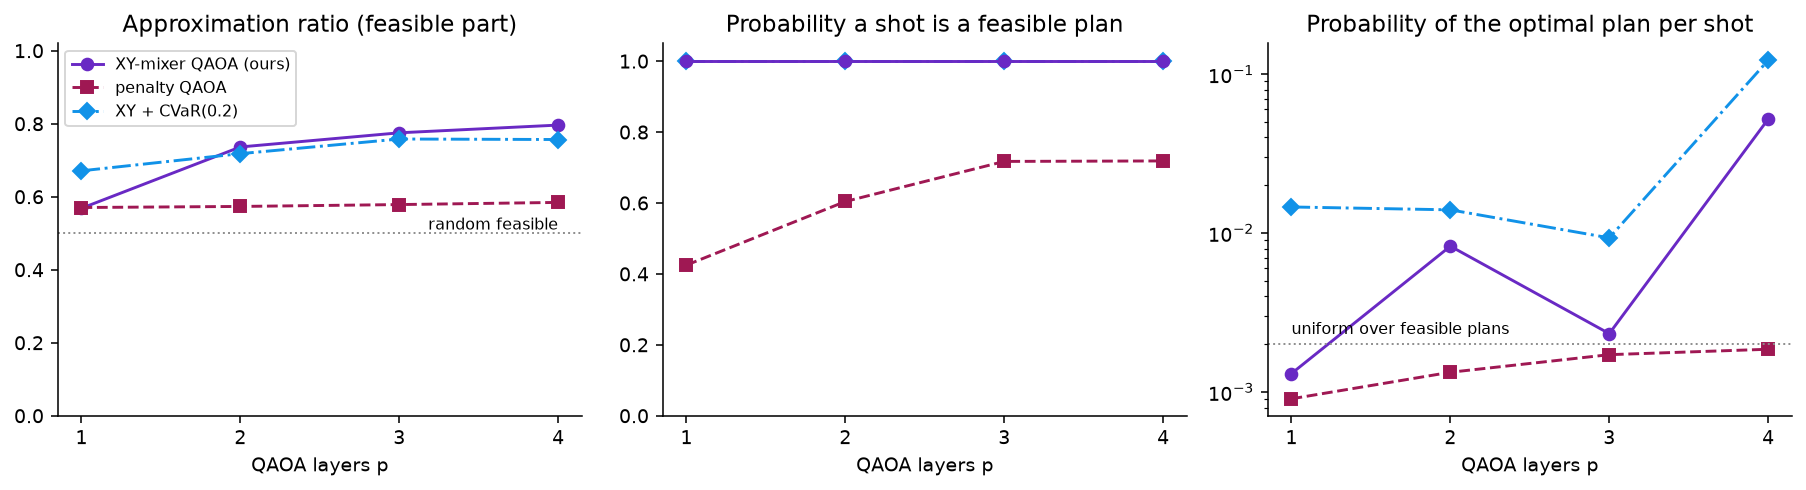 Approximation ratio (feasible part)
1.0
0.8
0.6
0.4
0.2
0.0
XY-mixer QAOA (ours)
penalty QAOA
XY + CVaR(0.2)
random feasible
1 2 3 4
QAOA layers p
Probability a shot is a feasible plan
1.0
0.8
0.6
0.4
0.2
0.0
1 2 3 4
QAOA layers p
Probability of the optimal plan per shot
10⁻¹
10⁻²
10⁻³
uniform over feasible plans
1 2 3 4
QAOA layers p